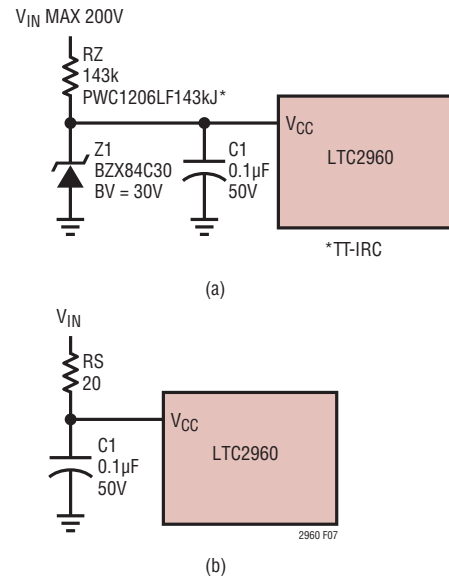 VIN MAX 200V
RZ
143k
PWC1206LF143kJ*
Z1
BZX84C30
BV = 30V
C1
0.1µF
50V
VCC
LTC2960
*TT-IRC
(a)
VIN
RS
20
C1
0.1µF
50V
VCC
LTC2960
2960 F07
(b)